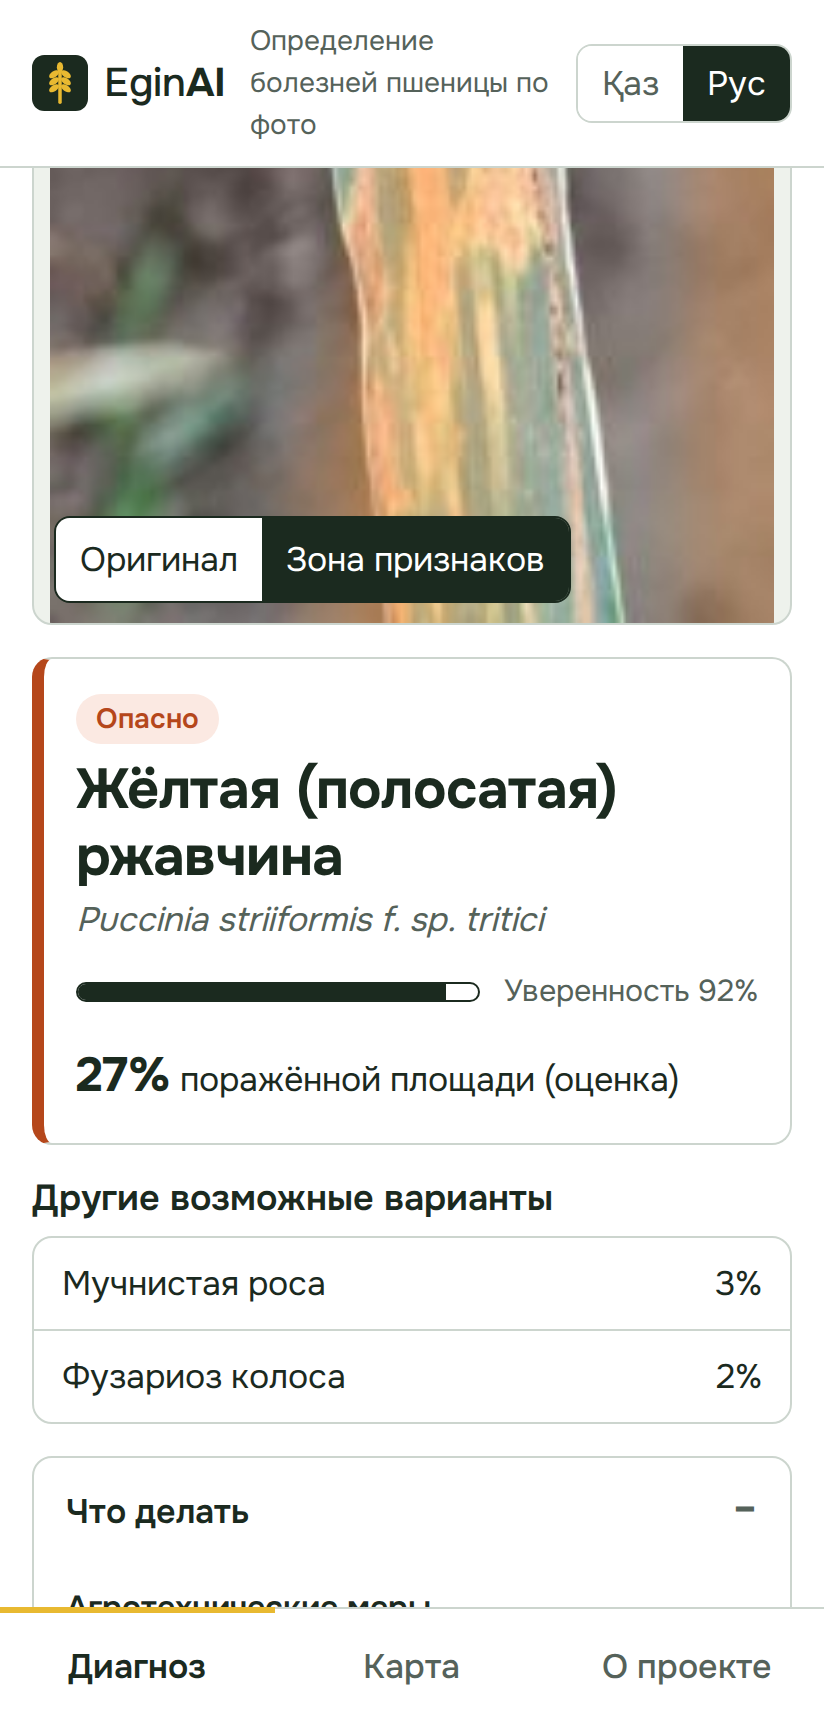 EginAI
Определение
болезней пшеницы по
фото
Қаз
Рус
Оригинал
Зона признаков
Опасно
Жёлтая (полосатая)
ржавчина
Puccinia striiformis f. sp. tritici
Уверенность 92%
27% поражённой площади (оценка)
Другие возможные варианты
Мучнистая роса 3%
Фузариоз колоса 2%
Что делать −
Агротехнические меры
Диагноз
Карта
О проекте